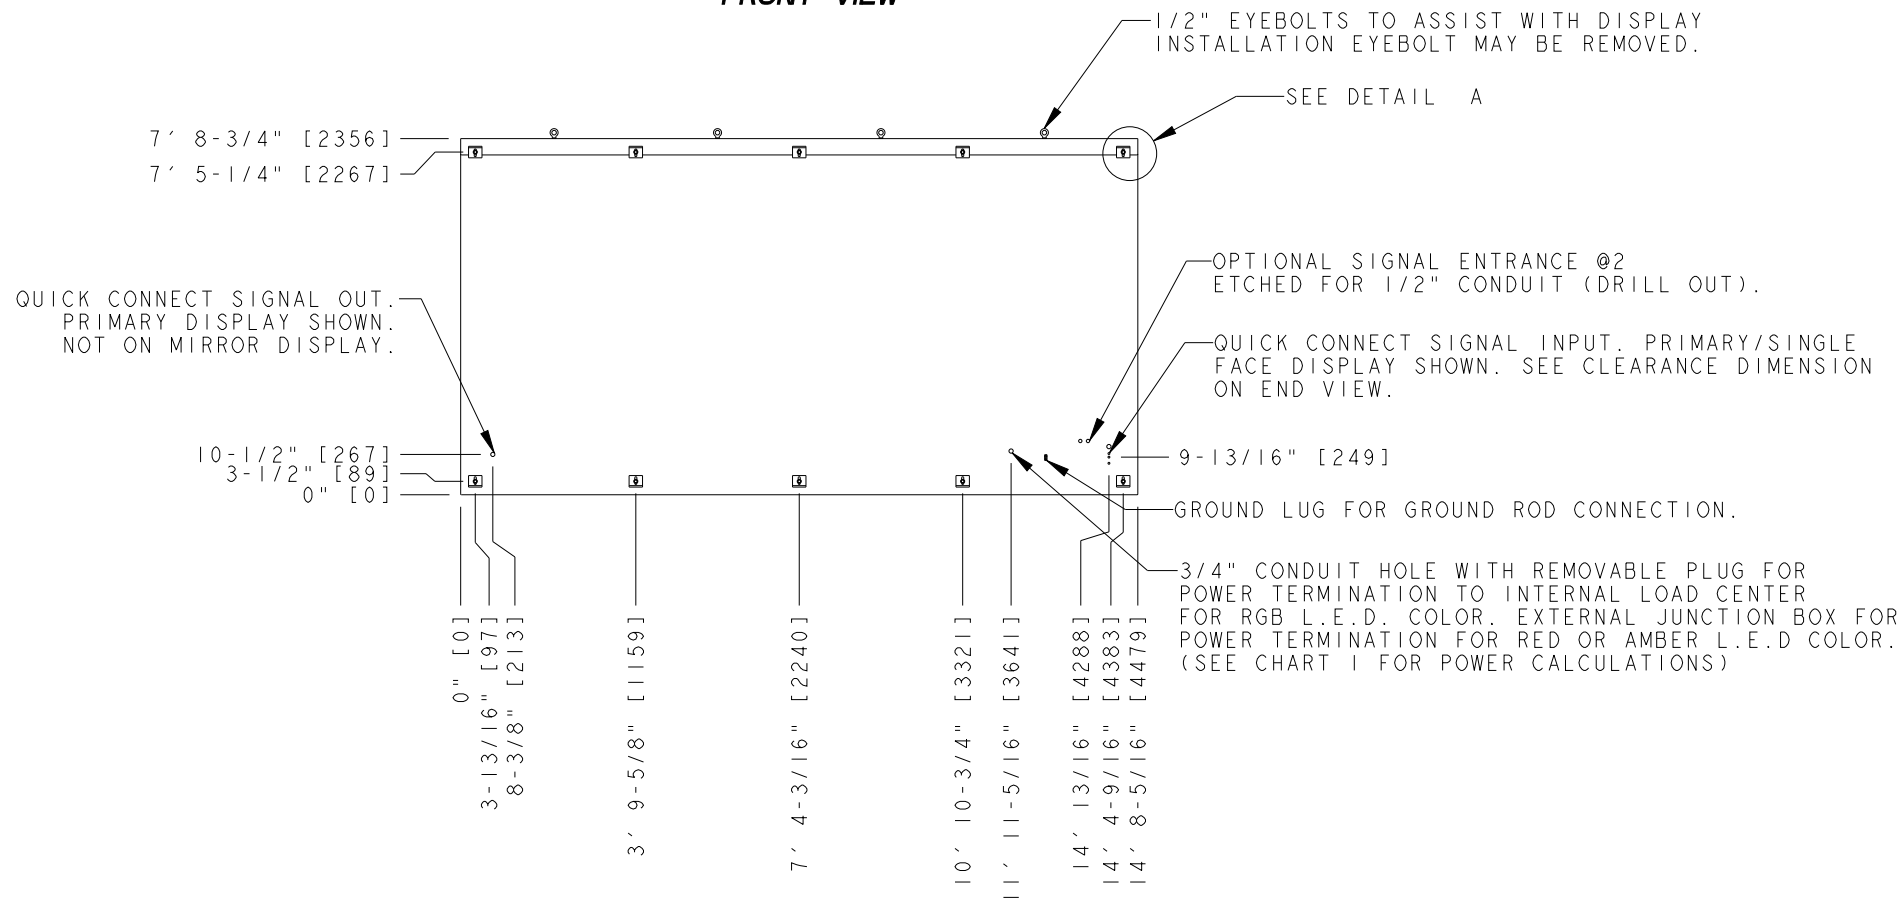 FRONT VIEW
1/2" EYEBOLTS TO ASSIST WITH DISPLAY
INSTALLATION EYEBOLT MAY BE REMOVED.
SEE DETAIL A
7' 8-3/4" [2356]
7' 5-1/4" [2267]
OPTIONAL SIGNAL ENTRANCE @2
ETCHED FOR 1/2" CONDUIT (DRILL OUT).
QUICK CONNECT SIGNAL OUT.
PRIMARY DISPLAY SHOWN.
NOT ON MIRROR DISPLAY.
QUICK CONNECT SIGNAL INPUT. PRIMARY/SINGLE
FACE DISPLAY SHOWN. SEE CLEARANCE DIMENSION
ON END VIEW.
10-1/2" [267]
3-1/2" [89]
0" [0]
9-13/16" [249]
GROUND LUG FOR GROUND ROD CONNECTION.
3/4" CONDUIT HOLE WITH REMOVABLE PLUG FOR
POWER TERMINATION TO INTERNAL LOAD CENTER
FOR RGB L.E.D. COLOR. EXTERNAL JUNCTION BOX FOR
POWER TERMINATION FOR RED OR AMBER L.E.D COLOR.
(SEE CHART 1 FOR POWER CALCULATIONS)
0" [0]
3-13/16" [97]
8-3/8" [213]
3' 9-5/8" [1159]
7' 4-3/16" [2240]
10' 10-3/4" [3321]
11' 11-5/16" [3641]
14' 13/16" [4288]
14' 4-9/16" [4383]
14' 8-5/16" [4479]